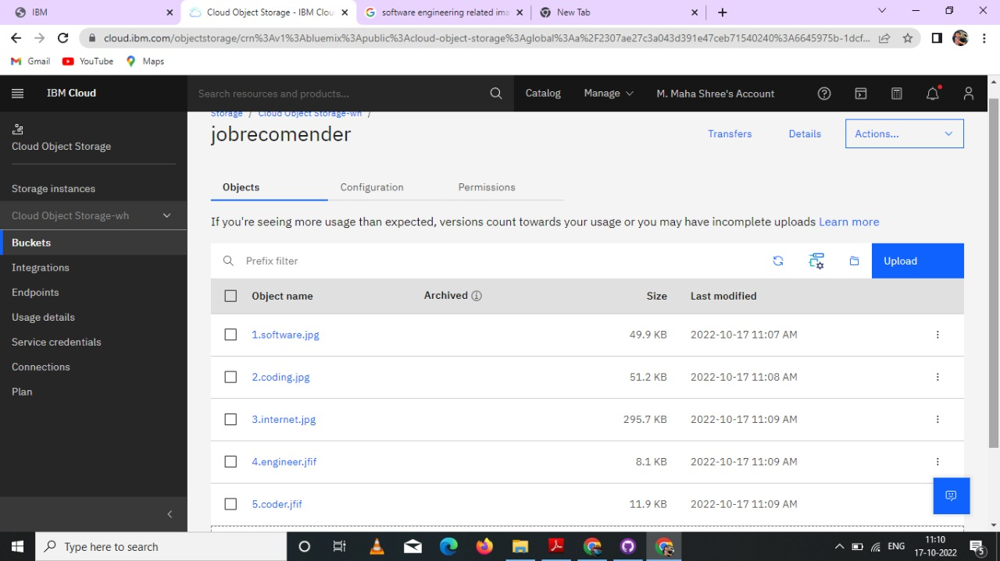 IBM
Cloud Object Storage - IBM Clou
software engineering related ima
New Tab
cloud.ibm.com/objectstorage/crn%3Av1%3Abluemix%3Apublic%3Acloud-object-storage%3Aglobal%3Aa%2F2307ae27c3a043d391e47ceb71540240%3A6645975b-1dcf...
Gmail
YouTube
Maps
IBM Cloud
Search resources and products...
Catalog
Manage
M. Maha Shree's Account
Cloud Object Storage
Storage instances
Cloud Object Storage-wh
Buckets
Integrations
Endpoints
Usage details
Service credentials
Connections
Plan
Storage / Cloud Object Storage-wh /
jobrecomender
Transfers
Details
Actions...
Objects
Configuration
Permissions
If you're seeing more usage than expected, versions count towards your usage or you may have incomplete uploads Learn more
Prefix filter
Upload
Object name Archived Size Last modified
1.software.jpg 49.9 KB 2022-10-17 11:07 AM
2.coding.jpg 51.2 KB 2022-10-17 11:08 AM
3.internet.jpg 295.7 KB 2022-10-17 11:09 AM
4.engineer.jfif 8.1 KB 2022-10-17 11:09 AM
5.coder.jfif 11.9 KB 2022-10-17 11:09 AM
Type here to search
ENG
11:10
17-10-2022
5